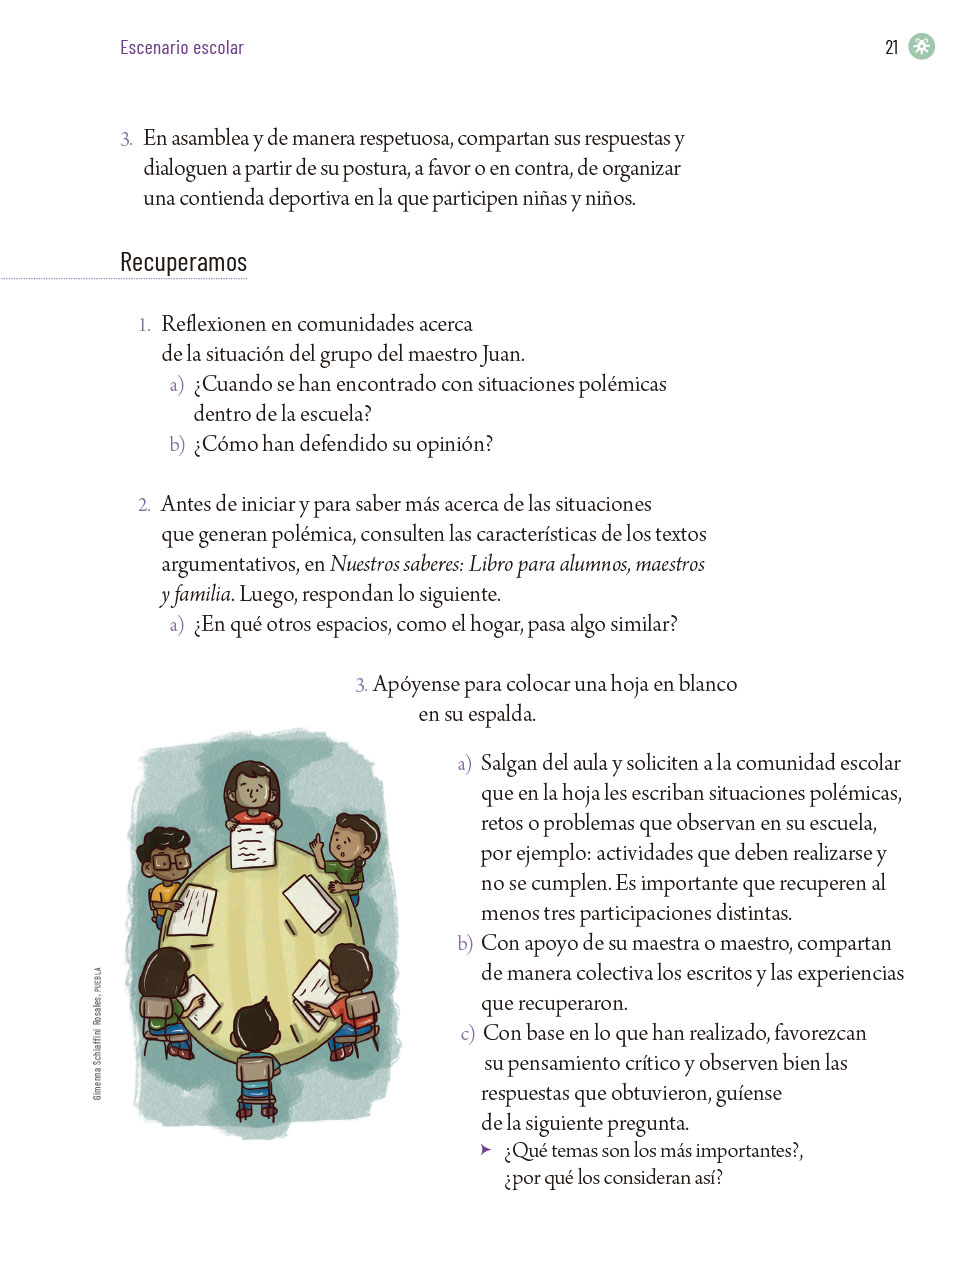 Escenario escolar
21
3. En asamblea y de manera respetuosa, compartan sus respuestas y
dialoguen a partir de su postura, a favor o en contra, de organizar
una contienda deportiva en la que participen niñas y niños.
Recuperamos
1. Reflexionen en comunidades acerca
de la situación del grupo del maestro Juan.
a) ¿Cuando se han encontrado con situaciones polémicas
dentro de la escuela?
b) ¿Cómo han defendido su opinión?
2. Antes de iniciar y para saber más acerca de las situaciones
que generan polémica, consulten las características de los textos
argumentativos, en Nuestros saberes: Libro para alumnos, maestros
y familia. Luego, respondan lo siguiente.
a) ¿En qué otros espacios, como el hogar, pasa algo similar?
3. Apóyense para colocar una hoja en blanco
en su espalda.
a) Salgan del aula y soliciten a la comunidad escolar
que en la hoja les escriban situaciones polémicas,
retos o problemas que observan en su escuela,
por ejemplo: actividades que deben realizarse y
no se cumplen. Es importante que recuperen al
menos tres participaciones distintas.
b) Con apoyo de su maestra o maestro, compartan
de manera colectiva los escritos y las experiencias
que recuperaron.
c) Con base en lo que han realizado, favorezcan
su pensamiento crítico y observen bien las
respuestas que obtuvieron, guíense
de la siguiente pregunta.
➤ ¿Qué temas son los más importantes?,
¿por qué los consideran así?
Gimenna Schiaffini Rosales, PUEBLA